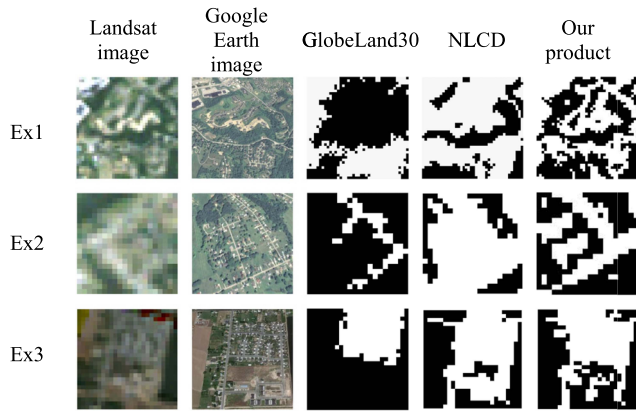 Landsat
image
Google
Earth
image
GlobeLand30
NLCD
Our
product
Ex1
Ex2
Ex3